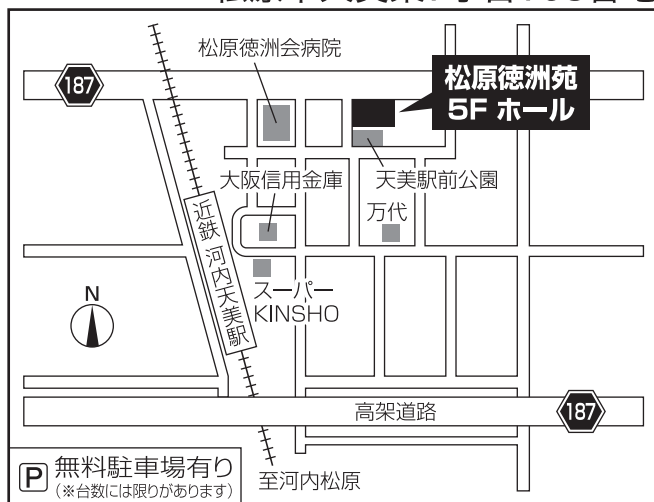 187
松原徳洲会病院
松原徳洲苑
5F ホール
大阪信用金庫
天美駅前公園
万代
近鉄 河内天美駅
スーパー
KINSHO
N
高架道路
187
P 無料駐車場有り
(※台数には限りがあります)
至河内松原